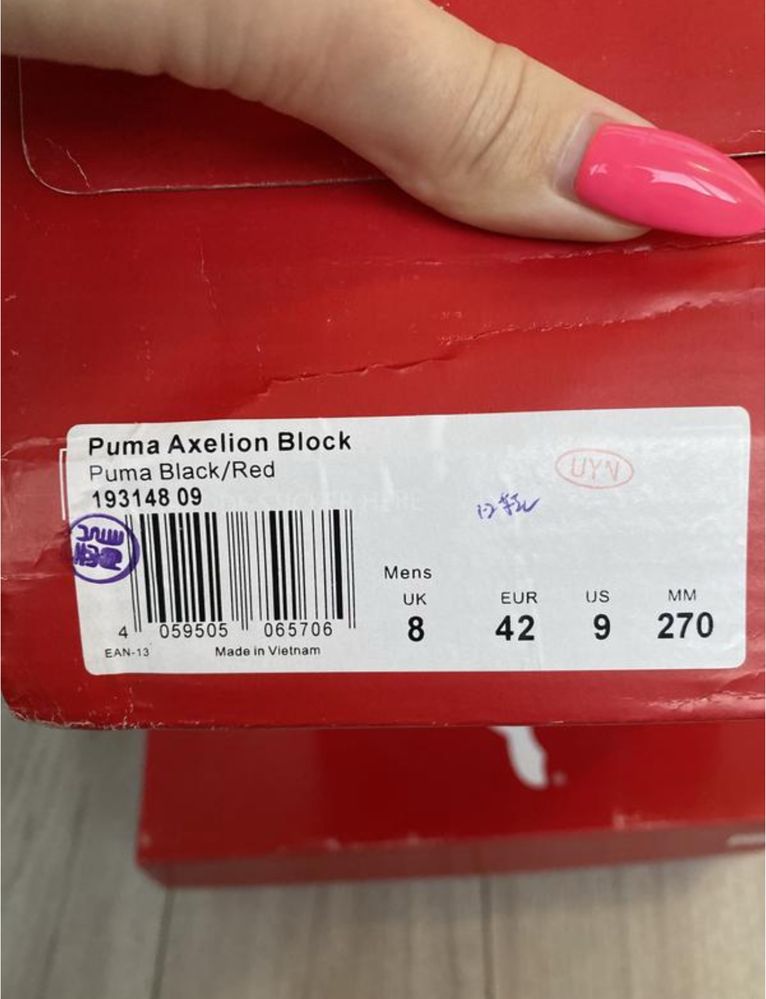 Puma Axelion Block
Puma Black/Red
193148 09
UYN
Mens
UK EUR US MM
8 42 9 270
4 059505 065706
EAN-13 Made in Vietnam